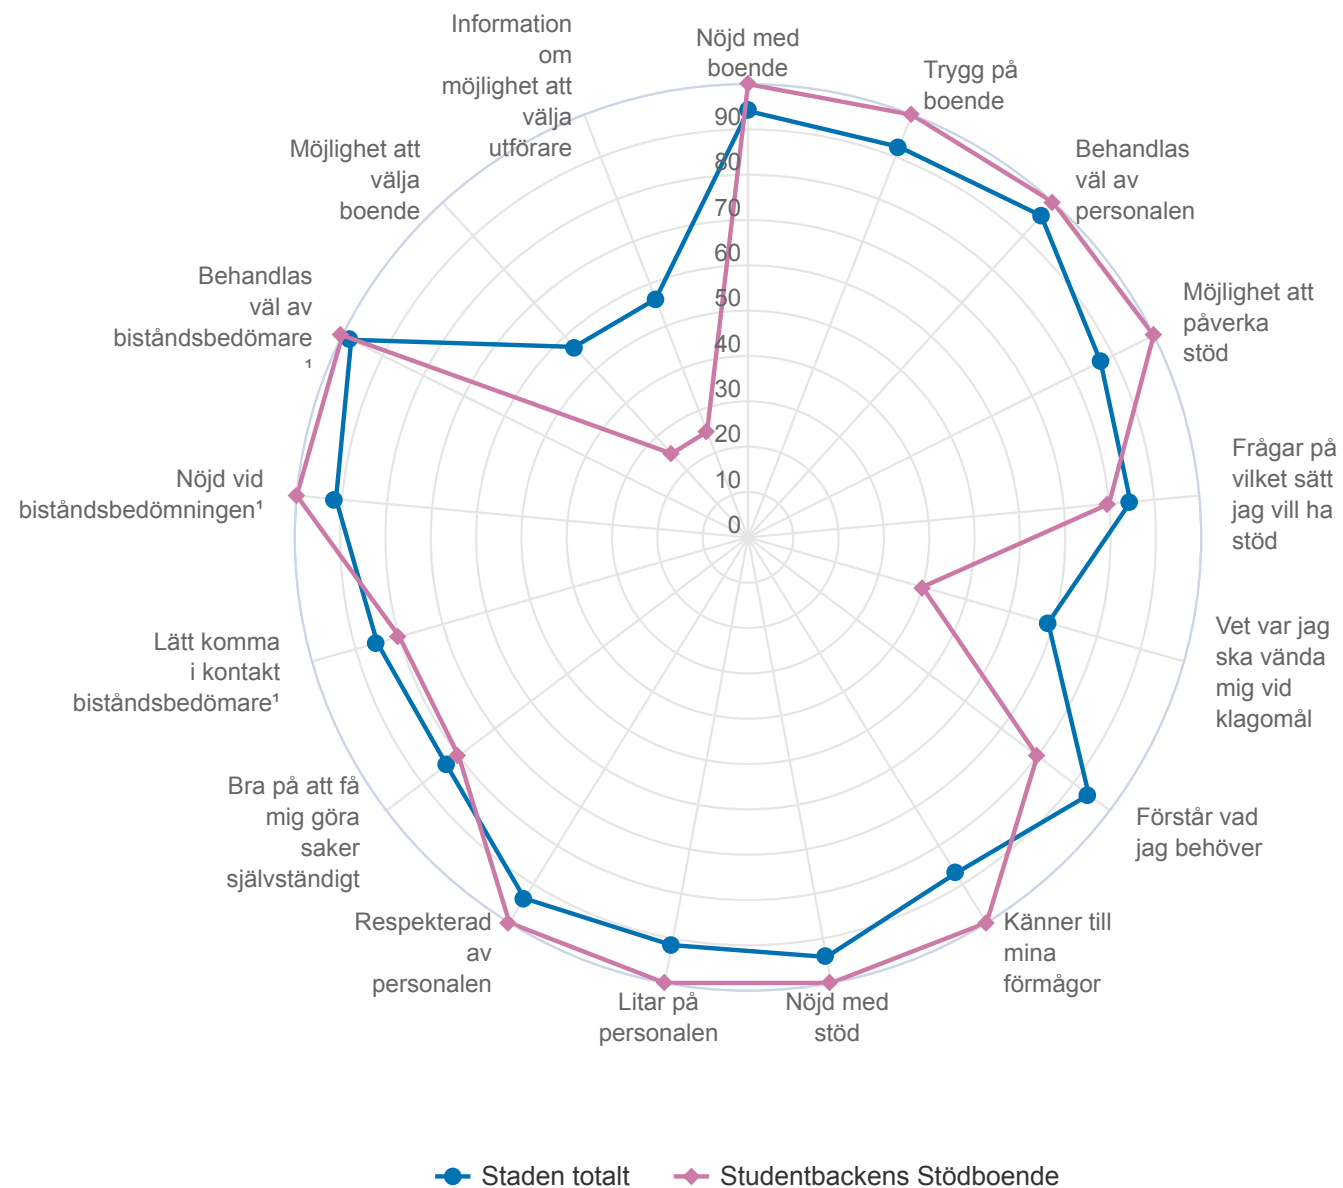 Nöjd med
boende
Trygg på
boende
Behandlas
väl av
personalen
Möjlighet att
påverka
stöd
Frågar på
vilket sätt
jag vill ha
stöd
Vet var jag
ska vända
mig vid
klagomål
Förstår vad
jag behöver
Känner till
mina
förmågor
Nöjd med
stöd
Litar på
personalen
Respekterad
av
personalen
Bra på att få
mig göra
saker
självständigt
Lätt komma
i kontakt
biståndsbedömare¹
Nöjd vid
biståndsbedömningen¹
Behandlas
väl av
biståndsbedömare
¹
Möjlighet att
välja
boende
Information
om
möjlighet att
välja
utförare
90
80
70
60
50
40
30
20
10
0
Staden totalt
Studentbackens Stödboende